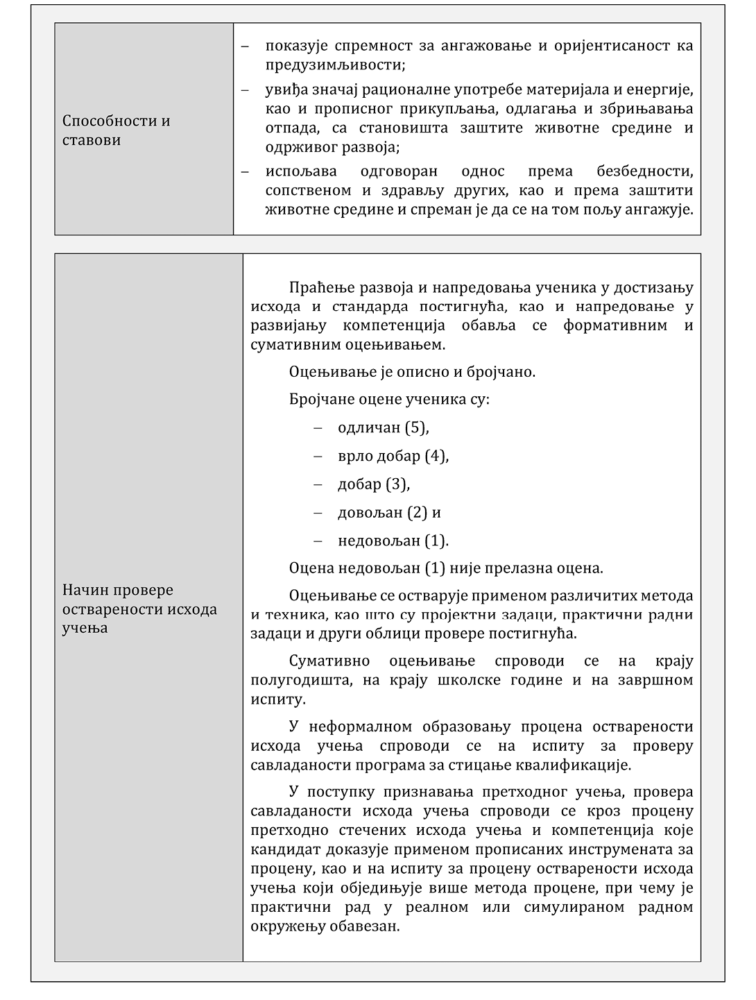 Способности и
ставови
– показује спремност за ангажовање и оријентисаност ка
предузимљивости;
– увиђа значај рационалне употребе материјала и енергије,
као и прописног прикупљања, одлагања и збрињавања
отпада, са становишта заштите животне средине и
одрживог развоја;
– испољава одговоран однос према безбедности,
сопственом и здрављу других, као и према заштити
животне средине и спреман је да се на том пољу ангажује.
Начин провере
остварености исхода
учења
Праћење развоја и напредовања ученика у достизању
исхода и стандарда постигнућа, као и напредовање у
развијању компетенција обавља се формативним и
сумативним оцењивањем.
Оцењивање је описно и бројчано.
Бројчане оцене ученика су:
– одличан (5),
– врло добар (4),
– добар (3),
– довољан (2) и
– недовољан (1).
Оцена недовољан (1) није прелазна оцена.
Оцењивање се остварује применом различитих метода
и техника, као што су пројектни задаци, практични радни
задаци и други облици провере постигнућа.
Сумативно оцењивање спроводи се на крају
полугодишта, на крају школске године и на завршном
испиту.
У неформалном образовању процена остварености
исхода учења спроводи се на испиту за проверу
савладаности програма за стицање квалификације.
У поступку признавања претходног учења, провера
савладаности исхода учења спроводи се кроз процену
претходно стечених исхода учења и компетенција које
кандидат доказује применом прописаних инструмената за
процену, као и на испиту за процену остварености исхода
учења који обједињује више метода процене, при чему је
практични рад у реалном или симулираном радном
окружењу обавезан.